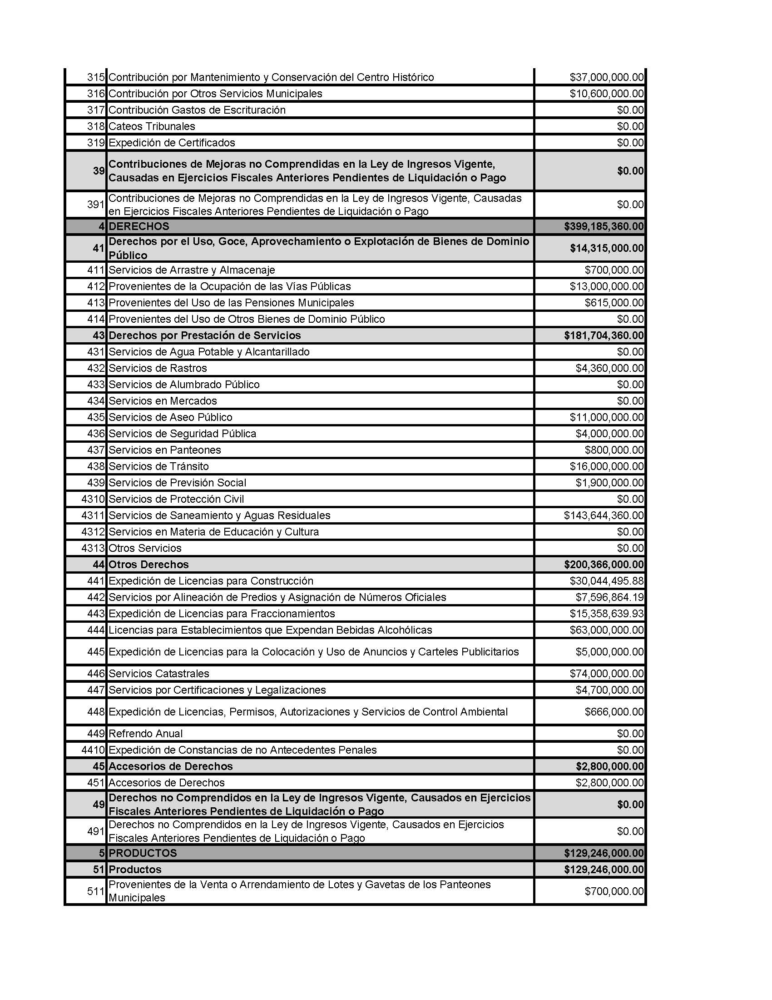 315 Contribución por Mantenimiento y Conservación del Centro Histórico $37,000,000.00
316 Contribución por Otros Servicios Municipales $10,600,000.00
317 Contribución Gastos de Escrituración $0.00
318 Cateos Tribunales $0.00
319 Expedición de Certificados $0.00
39 Contribuciones de Mejoras no Comprendidas en la Ley de Ingresos Vigente,
Causadas en Ejercicios Fiscales Anteriores Pendientes de Liquidación o Pago $0.00
391 Contribuciones de Mejoras no Comprendidas en la Ley de Ingresos Vigente, Causadas
en Ejercicios Fiscales Anteriores Pendientes de Liquidación o Pago $0.00
4 DERECHOS $399,185,360.00
41 Derechos por el Uso, Goce, Aprovechamiento o Explotación de Bienes de Dominio
Público $14,315,000.00
411 Servicios de Arrastre y Almacenaje $700,000.00
412 Provenientes de la Ocupación de las Vías Públicas $13,000,000.00
413 Provenientes del Uso de las Pensiones Municipales $615,000.00
414 Provenientes del Uso de Otros Bienes de Dominio Público $0.00
43 Derechos por Prestación de Servicios $181,704,360.00
431 Servicios de Agua Potable y Alcantarillado $0.00
432 Servicios de Rastros $4,360,000.00
433 Servicios de Alumbrado Público $0.00
434 Servicios en Mercados $0.00
435 Servicios de Aseo Público $11,000,000.00
436 Servicios de Seguridad Pública $4,000,000.00
437 Servicios en Panteones $800,000.00
438 Servicios de Tránsito $16,000,000.00
439 Servicios de Previsión Social $1,900,000.00
4310 Servicios de Protección Civil $0.00
4311 Servicios de Saneamiento y Aguas Residuales $143,644,360.00
4312 Servicios en Materia de Educación y Cultura $0.00
4313 Otros Servicios $0.00
44 Otros Derechos $200,366,000.00
441 Expedición de Licencias para Construcción $30,044,495.88
442 Servicios por Alineación de Predios y Asignación de Números Oficiales $7,596,864.19
443 Expedición de Licencias para Fraccionamientos $15,358,639.93
444 Licencias para Establecimientos que Expendan Bebidas Alcohólicas $63,000,000.00
445 Expedición de Licencias para la Colocación y Uso de Anuncios y Carteles Publicitarios $5,000,000.00
446 Servicios Catastrales $74,000,000.00
447 Servicios por Certificaciones y Legalizaciones $4,700,000.00
448 Expedición de Licencias, Permisos, Autorizaciones y Servicios de Control Ambiental $666,000.00
449 Refrendo Anual $0.00
4410 Expedición de Constancias de no Antecedentes Penales $0.00
45 Accesorios de Derechos $2,800,000.00
451 Accesorios de Derechos $2,800,000.00
49 Derechos no Comprendidos en la Ley de Ingresos Vigente, Causados en Ejercicios
Fiscales Anteriores Pendientes de Liquidación o Pago $0.00
491 Derechos no Comprendidos en la Ley de Ingresos Vigente, Causados en Ejercicios
Fiscales Anteriores Pendientes de Liquidación o Pago $0.00
5 PRODUCTOS $129,246,000.00
51 Productos $129,246,000.00
511 Provenientes de la Venta o Arrendamiento de Lotes y Gavetas de los Panteones
Municipales $700,000.00